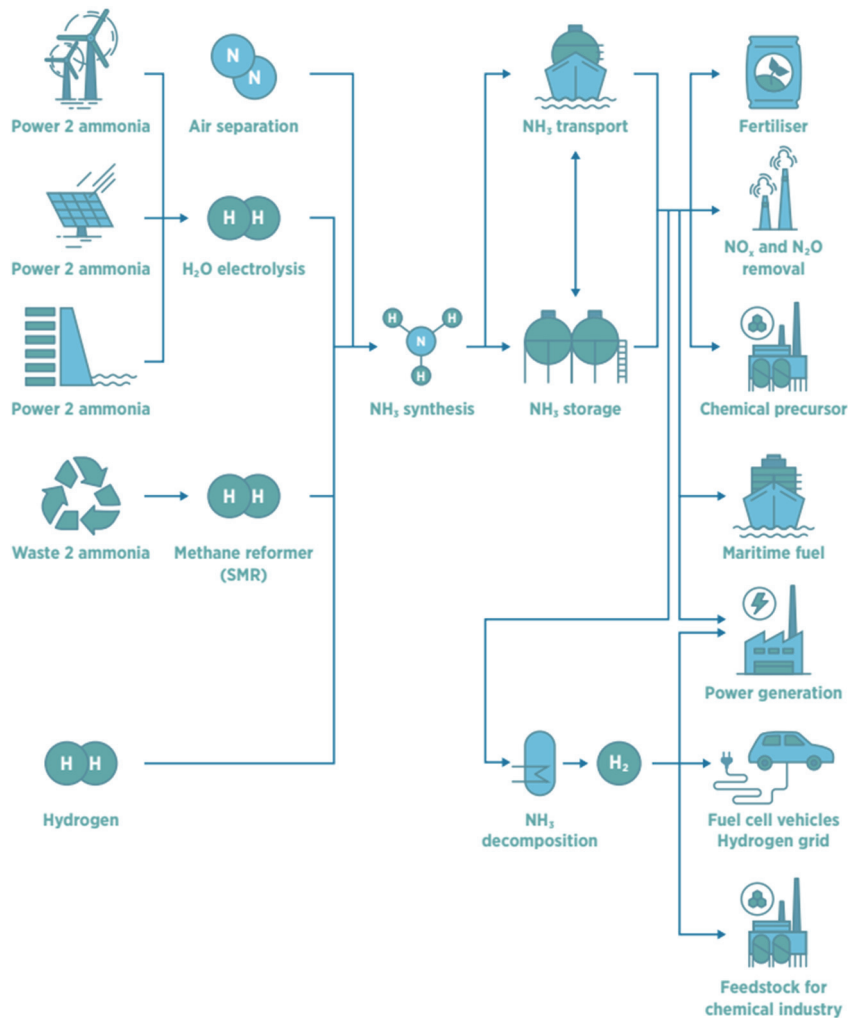 N
N
Power 2 ammonia
Air separation
NH₃ transport
Fertiliser
H H
Power 2 ammonia
H₂O electrolysis
NOₓ and N₂O
removal
H
H
N
H
Power 2 ammonia
NH₃ synthesis
NH₃ storage
Chemical precursor
H H
Waste 2 ammonia
Methane reformer
(SMR)
Maritime fuel
Power generation
H H
H₂
Hydrogen
NH₃
decomposition
Fuel cell vehicles
Hydrogen grid
Feedstock for
chemical industry